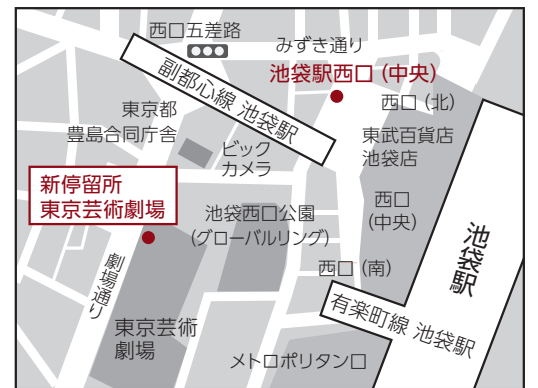 西口五差路
みずき通り
副都心線 池袋駅
池袋駅西口（中央）
西口（北）
東京都
豊島合同庁舎
ビック
カメラ
東武百貨店
池袋店
新停留所
東京芸術劇場
池袋西口公園
（グローバルリング）
西口
（中央）
池袋駅
西口（南）
劇場通り
有楽町線 池袋駅
東京芸術
劇場
メトロポリタン口